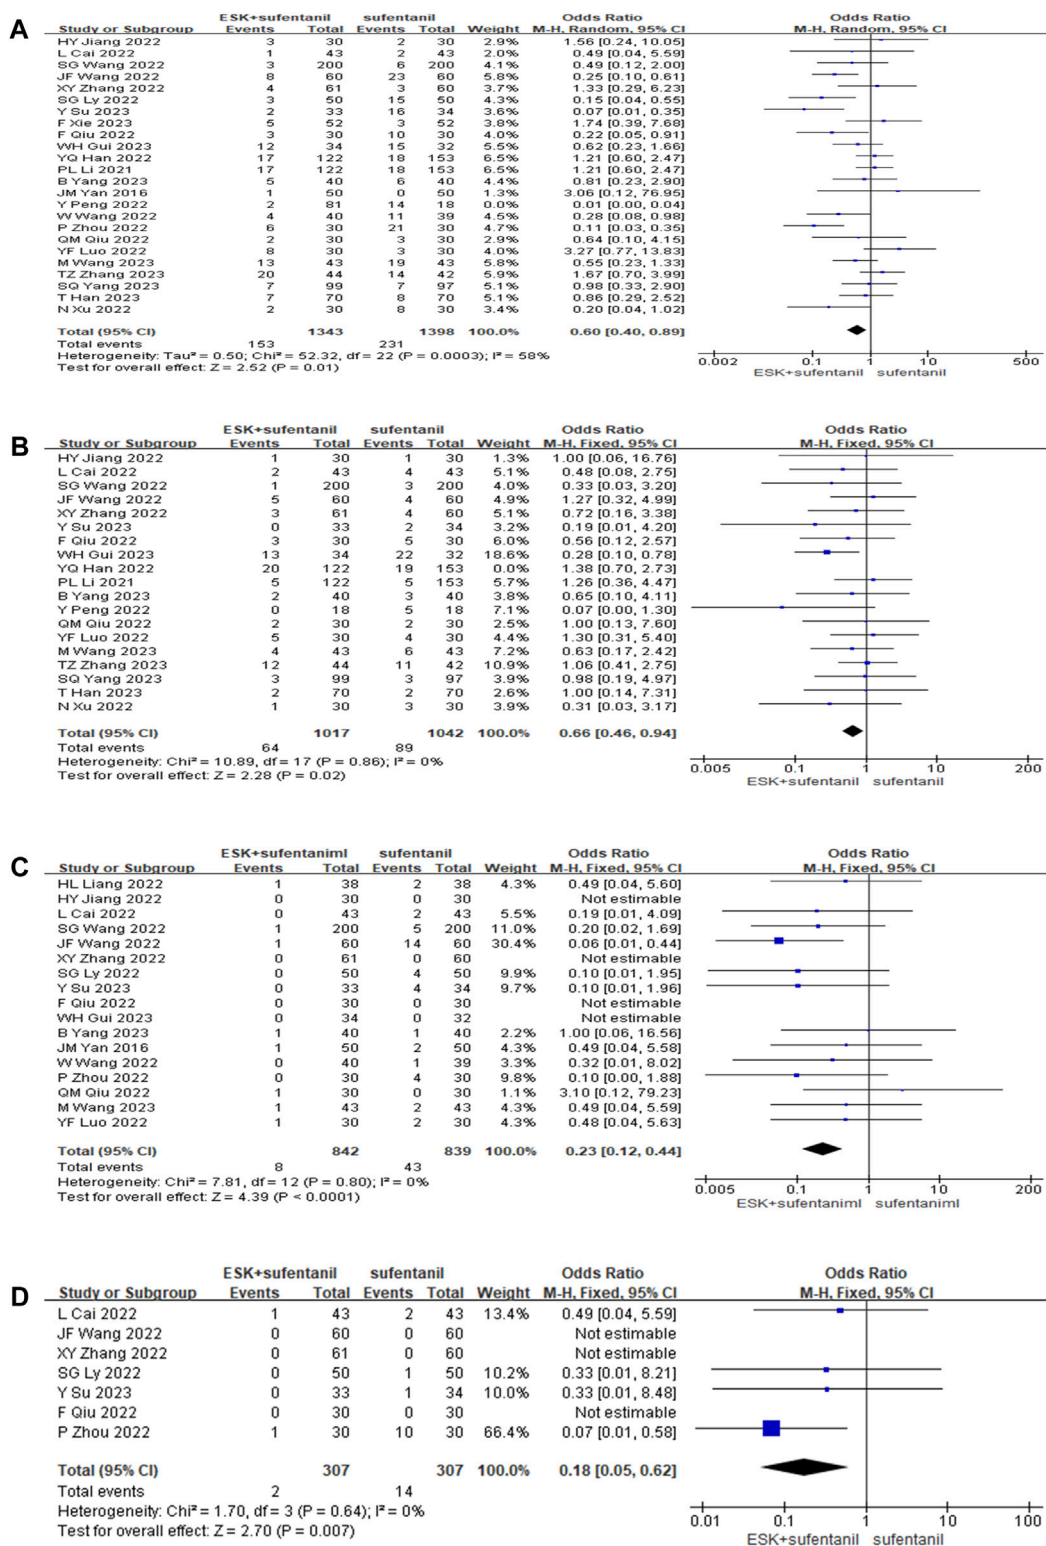 A
ESK+sufentanil sufentanil Odds Ratio Odds Ratio
Study or Subgroup Events Total Events Total Weight M-H, Random, 95% CI M-H, Random, 95% CI
HY Jiang 2022 3 30 2 30 2.9% 1.56 [0.24, 10.05]
L Cai 2022 1 43 2 43 2.0% 0.49 [0.04, 5.59]
SG Wang 2022 3 200 6 200 4.1% 0.49 [0.12, 2.00]
JF Wang 2022 8 60 23 60 5.8% 0.25 [0.10, 0.61]
XY Zhang 2022 4 61 3 60 3.7% 1.33 [0.29, 6.23]
SG Ly 2022 3 50 15 50 4.3% 0.15 [0.04, 0.55]
Y Su 2023 2 33 16 34 3.6% 0.07 [0.01, 0.35]
F Xie 2023 5 52 3 52 3.8% 1.74 [0.39, 7.68]
F Qiu 2022 3 30 10 30 4.0% 0.22 [0.05, 0.91]
WH Gui 2023 12 34 15 32 5.5% 0.62 [0.23, 1.66]
YQ Han 2022 17 122 18 153 6.5% 1.21 [0.60, 2.47]
PL Li 2021 17 122 18 153 6.5% 1.21 [0.60, 2.47]
B Yang 2023 5 40 6 40 4.5% 0.81 [0.23, 2.90]
JM Yan 2016 1 50 0 50 1.3% 3.06 [0.12, 76.95]
Y Peng 2022 2 81 14 18 0.0% 0.01 [0.00, 0.04]
W Wang 2022 4 40 11 39 4.5% 0.28 [0.08, 0.98]
P Zhou 2022 6 30 21 30 4.7% 0.11 [0.03, 0.35]
QM Qiu 2022 2 30 3 30 2.9% 0.64 [0.10, 4.15]
YF Luo 2022 8 30 3 30 3.9% 3.27 [0.77, 13.83]
M Wang 2023 13 43 19 43 5.8% 0.55 [0.23, 1.33]
TZ Zhang 2023 20 44 14 42 5.9% 1.67 [0.70, 3.99]
SQ Yang 2023 7 99 7 97 5.2% 0.98 [0.33, 2.90]
T Han 2023 7 70 8 70 5.1% 0.86 [0.29, 2.52]
N Xu 2022 2 30 8 30 3.4% 0.20 [0.04, 1.02]
Total (95% CI) 1343 1398 100.0% 0.60 [0.40, 0.89]
Total events 153 231
Heterogeneity: Tau² = 0.50; Chi² = 52.32, df = 22 (P = 0.0003); I² = 58%
Test for overall effect: Z = 2.52 (P = 0.01)
0.002 0.1 1 10 500
ESK+sufentanil sufentanil
B
ESK+sufentanil sufentanil Odds Ratio Odds Ratio
Study or Subgroup Events Total Events Total Weight M-H, Fixed, 95% CI M-H, Fixed, 95% CI
HY Jiang 2022 1 30 1 30 1.3% 1.00 [0.06, 16.76]
L Cai 2022 2 43 4 43 5.1% 0.48 [0.08, 2.75]
SG Wang 2022 1 200 3 200 4.0% 0.33 [0.03, 3.20]
JF Wang 2022 5 60 4 60 4.9% 1.27 [0.32, 4.99]
XY Zhang 2022 3 61 4 60 5.1% 0.72 [0.16, 3.38]
Y Su 2023 0 33 2 34 3.2% 0.19 [0.01, 4.20]
F Qiu 2022 3 30 5 30 6.0% 0.56 [0.12, 2.57]
WH Gui 2023 13 34 22 32 18.6% 0.28 [0.10, 0.78]
YQ Han 2022 20 122 19 153 0.0% 1.38 [0.70, 2.73]
PL Li 2021 5 122 5 153 5.7% 1.26 [0.36, 4.47]
B Yang 2023 2 40 3 40 3.8% 0.65 [0.10, 4.11]
Y Peng 2022 0 18 5 18 7.1% 0.07 [0.00, 1.30]
QM Qiu 2022 2 30 2 30 2.5% 1.00 [0.13, 7.60]
YF Luo 2022 5 30 4 30 4.4% 1.30 [0.31, 5.40]
M Wang 2023 4 43 6 43 7.2% 0.63 [0.17, 2.42]
TZ Zhang 2023 12 44 11 42 10.9% 1.06 [0.41, 2.75]
SQ Yang 2023 3 99 3 97 3.9% 0.98 [0.19, 4.97]
T Han 2023 2 70 2 70 2.6% 1.00 [0.14, 7.31]
N Xu 2022 1 30 3 30 3.9% 0.31 [0.03, 3.17]
Total (95% CI) 1017 1042 100.0% 0.66 [0.46, 0.94]
Total events 64 89
Heterogeneity: Chi² = 10.89, df = 17 (P = 0.86); I² = 0%
Test for overall effect: Z = 2.28 (P = 0.02)
0.005 0.1 1 10 200
ESK+sufentanil sufentanil
C
ESK+sufentaniml sufentanil Odds Ratio Odds Ratio
Study or Subgroup Events Total Events Total Weight M-H, Fixed, 95% CI M-H, Fixed, 95% CI
HL Liang 2022 1 38 2 38 4.3% 0.49 [0.04, 5.60]
HY Jiang 2022 0 30 0 30 Not estimable
L Cai 2022 0 43 2 43 5.5% 0.19 [0.01, 4.09]
SG Wang 2022 1 200 5 200 11.0% 0.20 [0.02, 1.69]
JF Wang 2022 1 60 14 60 30.4% 0.06 [0.01, 0.44]
XY Zhang 2022 0 61 0 60 Not estimable
SG Ly 2022 0 50 4 50 9.9% 0.10 [0.01, 1.95]
Y Su 2023 0 33 4 34 9.7% 0.10 [0.01, 1.96]
F Qiu 2022 0 30 0 30 Not estimable
WH Gui 2023 0 34 0 32 Not estimable
B Yang 2023 1 40 1 40 2.2% 1.00 [0.06, 16.56]
JM Yan 2016 1 50 2 50 4.3% 0.49 [0.04, 5.58]
W Wang 2022 0 40 1 39 3.3% 0.32 [0.01, 8.02]
P Zhou 2022 0 30 4 30 9.8% 0.10 [0.00, 1.88]
QM Qiu 2022 1 30 0 30 1.1% 3.10 [0.12, 79.23]
M Wang 2023 1 43 2 43 4.3% 0.49 [0.04, 5.59]
YF Luo 2022 1 30 2 30 4.3% 0.48 [0.04, 5.63]
Total (95% CI) 842 839 100.0% 0.23 [0.12, 0.44]
Total events 8 43
Heterogeneity: Chi² = 7.81, df = 12 (P = 0.80); I² = 0%
Test for overall effect: Z = 4.39 (P < 0.0001)
0.005 0.1 1 10 200
ESK+sufentaniml sufentaniml
D
ESK+sufentanil sufentanil Odds Ratio Odds Ratio
Study or Subgroup Events Total Events Total Weight M-H, Fixed, 95% CI M-H, Fixed, 95% CI
L Cai 2022 1 43 2 43 13.4% 0.49 [0.04, 5.59]
JF Wang 2022 0 60 0 60 Not estimable
XY Zhang 2022 0 61 0 60 Not estimable
SG Ly 2022 0 50 1 50 10.2% 0.33 [0.01, 8.21]
Y Su 2023 0 33 1 34 10.0% 0.33 [0.01, 8.48]
F Qiu 2022 0 30 0 30 Not estimable
P Zhou 2022 1 30 10 30 66.4% 0.07 [0.01, 0.58]
Total (95% CI) 307 307 100.0% 0.18 [0.05, 0.62]
Total events 2 14
Heterogeneity: Chi² = 1.70, df = 3 (P = 0.64); I² = 0%
Test for overall effect: Z = 2.70 (P = 0.007)
0.01 0.1 1 10 100
ESK+sufentanil sufentanil